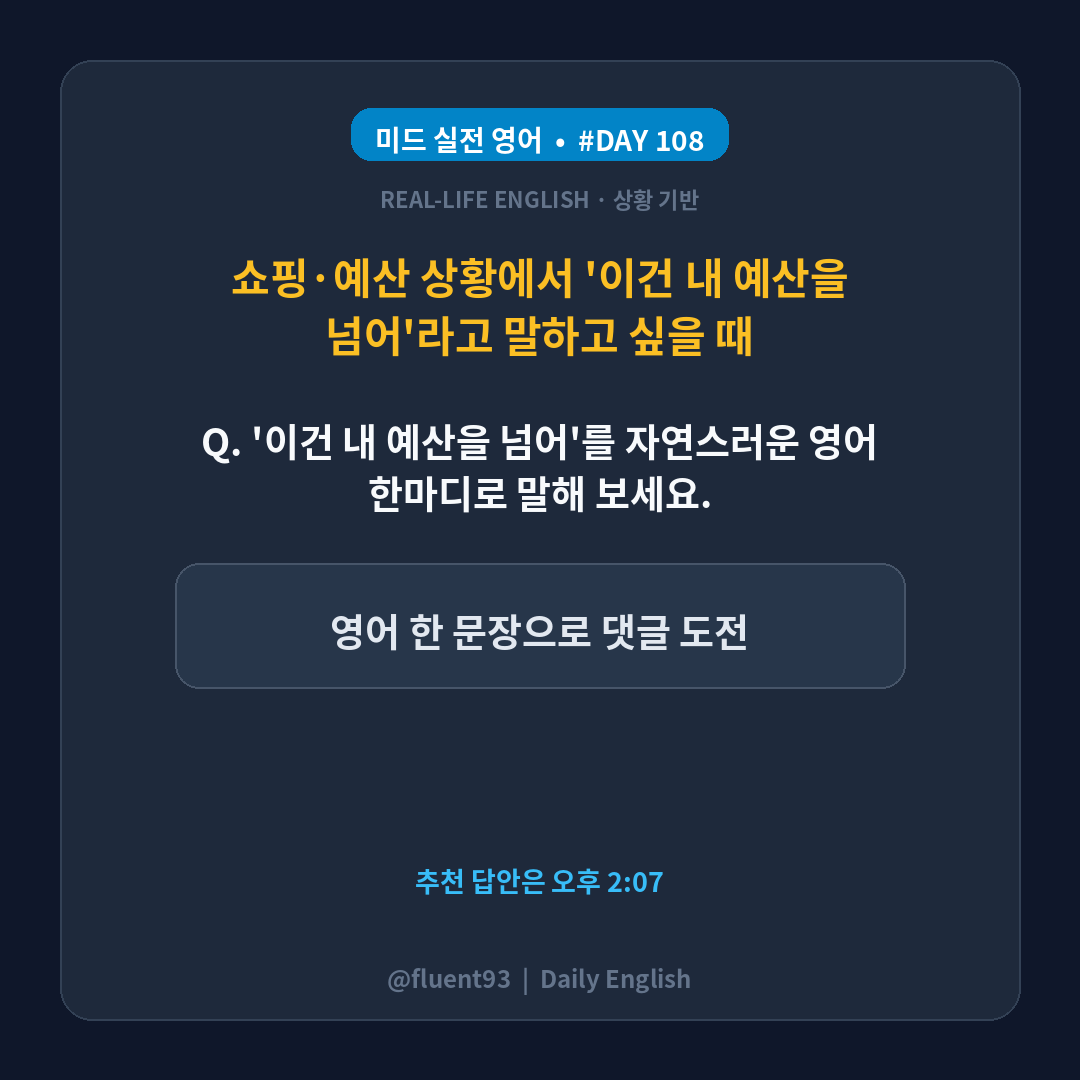 미드 실전 영어 • #DAY 108
REAL-LIFE ENGLISH · 상황 기반
쇼핑·예산 상황에서 '이건 내 예산을
넘어'라고 말하고 싶을 때
Q. '이건 내 예산을 넘어'를 자연스러운 영어
한마디로 말해 보세요.
영어 한 문장으로 댓글 도전
추천 답안은 오후 2:07
@fluent93 | Daily English